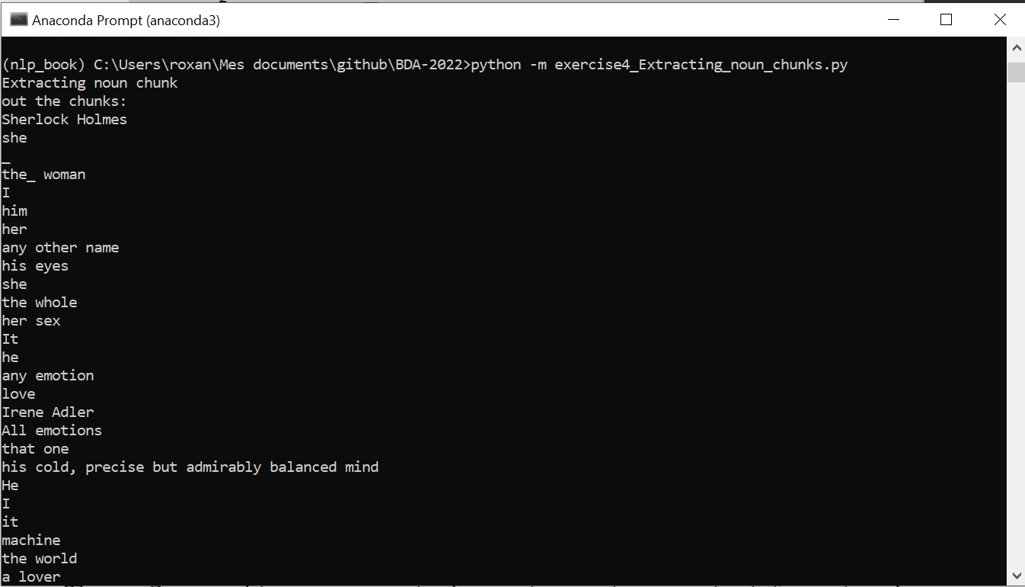 Anaconda Prompt (anaconda3)
(nlp_book) C:\Users\roxan\Mes documents\github\BDA-2022>python -m exercise4_Extracting_noun_chunks.py
Extracting noun chunk
out the chunks:
Sherlock Holmes
she
_
the_ woman
I
him
her
any other name
his eyes
she
the whole
her sex
It
he
any emotion
love
Irene Adler
All emotions
that one
his cold, precise but admirably balanced mind
He
I
it
machine
the world
a lover